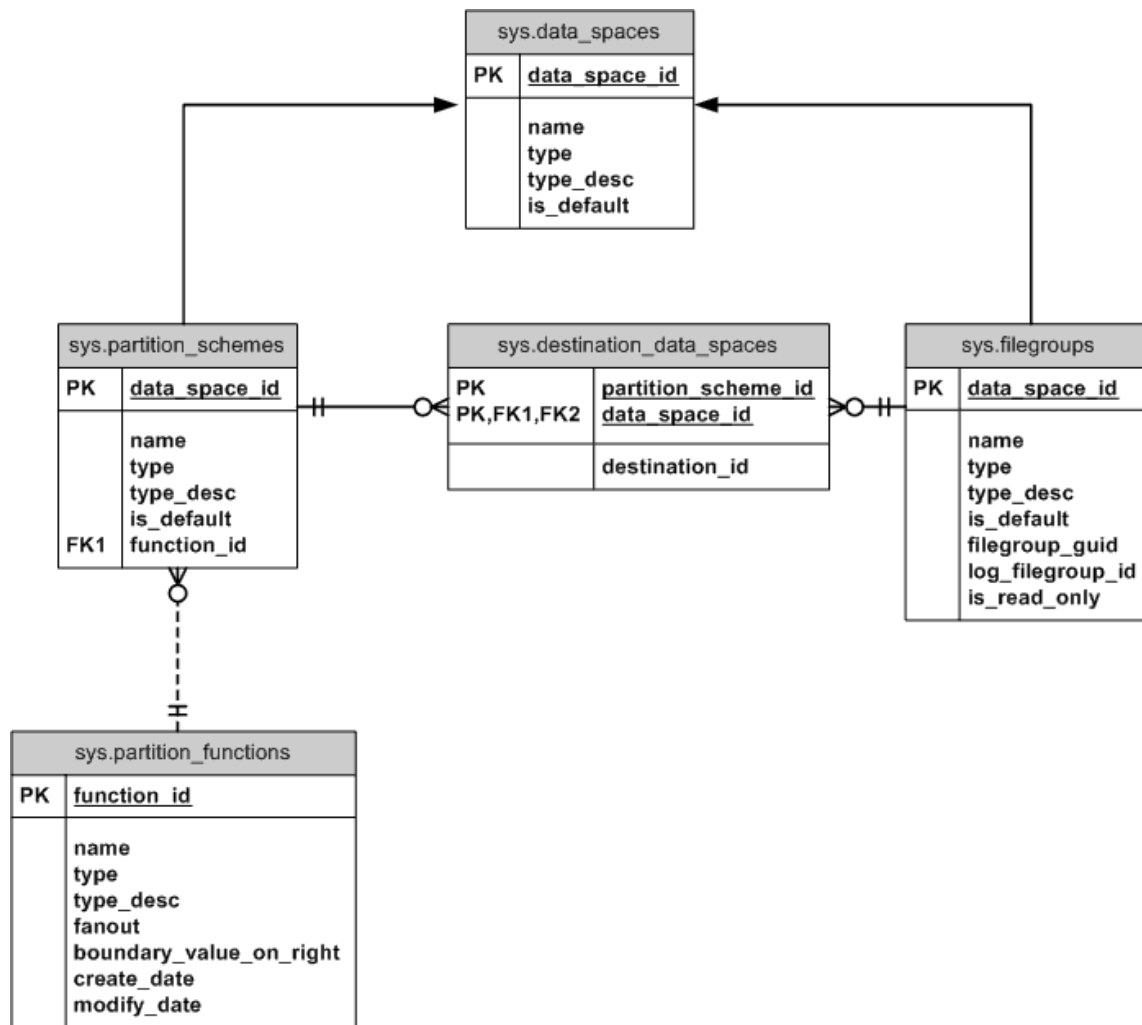 sys.data_spaces
PK data_space_id
name
type
type_desc
is_default
sys.partition_schemes
PK data_space_id
name
type
type_desc
is_default
FK1 function_id
sys.destination_data_spaces
PK partition_scheme_id
PK,FK1,FK2 data_space_id
destination_id
sys.filegroups
PK data_space_id
name
type
type_desc
is_default
filegroup_guid
log_filegroup_id
is_read_only
sys.partition_functions
PK function_id
name
type
type_desc
fanout
boundary_value_on_right
create_date
modify_date